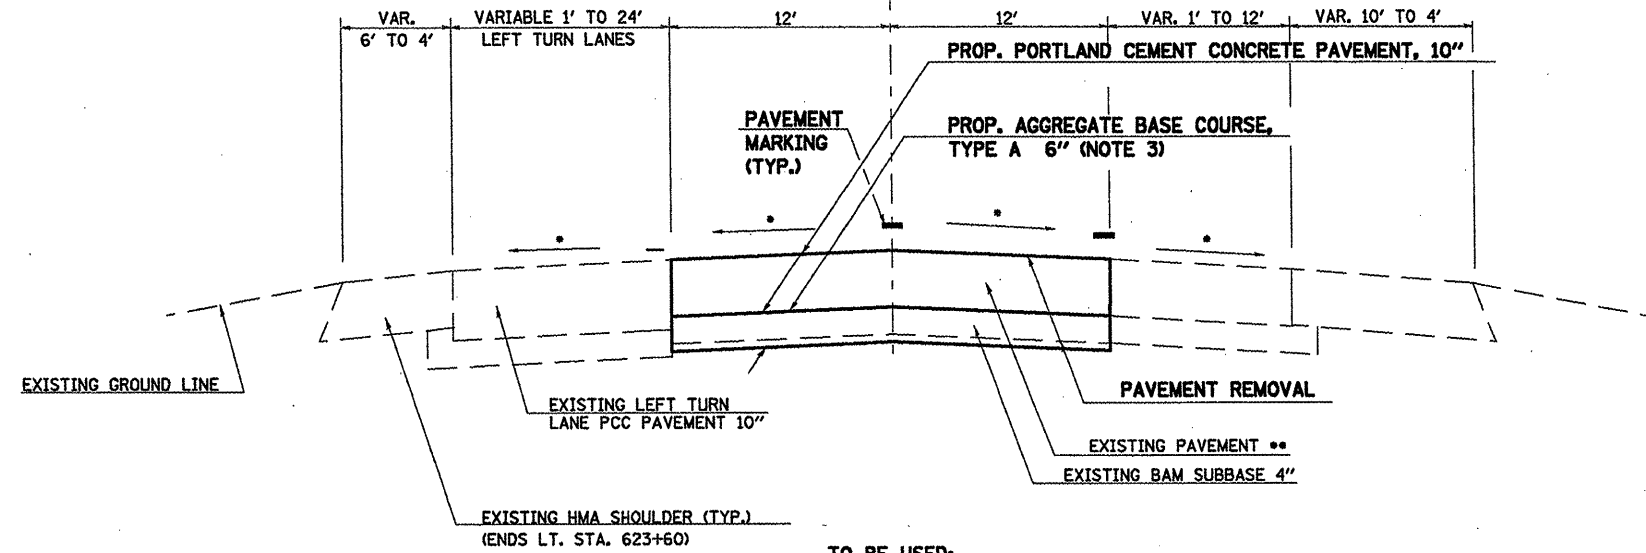 VAR.
6' TO 4'
VARIABLE 1' TO 24'
LEFT TURN LANES
12'
12'
VAR. 1' TO 12'
VAR. 10' TO 4'
PROP. PORTLAND CEMENT CONCRETE PAVEMENT, 10"
PAVEMENT
MARKING
(TYP.)
PROP. AGGREGATE BASE COURSE,
TYPE A 6" (NOTE 3)
*
*
*
*
EXISTING GROUND LINE
EXISTING LEFT TURN
LANE PCC PAVEMENT 10"
PAVEMENT REMOVAL
EXISTING PAVEMENT **
EXISTING BAM SUBBASE 4"
EXISTING HMA SHOULDER (TYP.)
(ENDS LT. STA. 623+60)
TO BE USED: